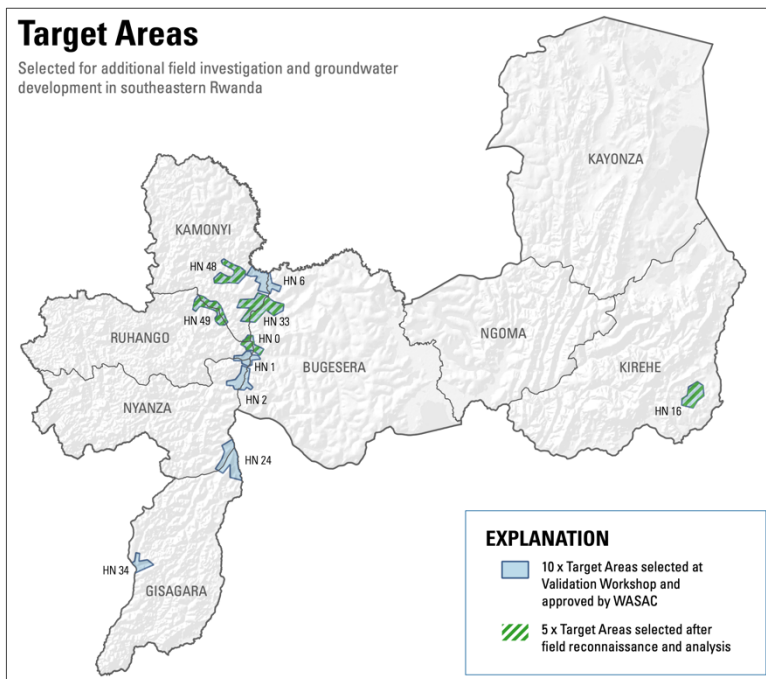 Target Areas
Selected for additional field investigation and groundwater
development in southeastern Rwanda
KAYONZA
KAMONYI
HN 48
HN 6
HN 49
HN 33
RUHANGO
HN 0
NGOMA
HN 1
BUGESERA
KIREHE
NYANZA
HN 2
HN 16
HN 24
HN 34
GISAGARA
EXPLANATION
10 x Target Areas selected at
Validation Workshop and
approved by WASAC
5 x Target Areas selected after
field reconnaissance and analysis